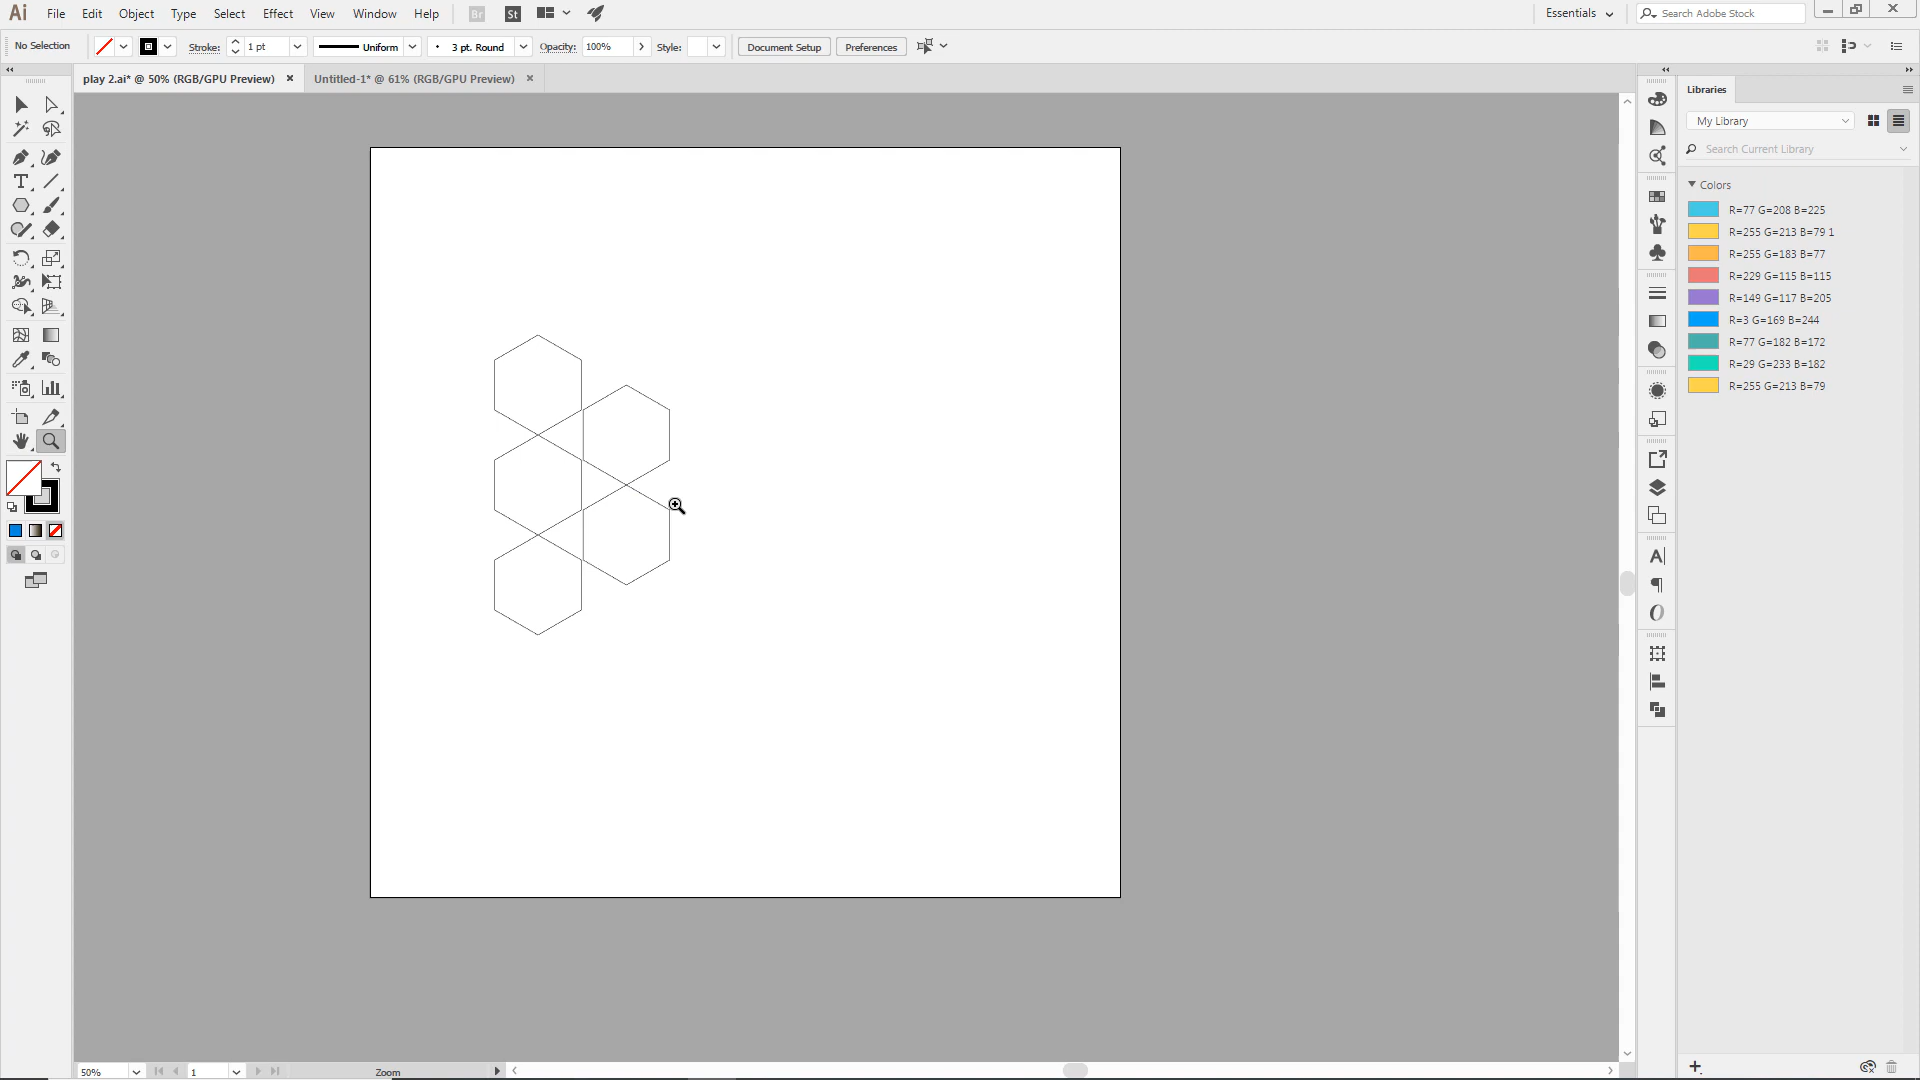 Ai File Edit Object Type Select Effect View Window Help Br St Essentials Search Adobe Stock
No Selection Stroke: 1 pt Uniform 3 pt. Round Opacity: 100% Style: Document Setup Preferences
play 2.ai* @ 50% (RGB/GPU Preview) × Untitled-1* @ 61% (RGB/GPU Preview) ×
Libraries
My Library
Search Current Library
Colors
R=77 G=208 B=225
R=255 G=213 B=79 1
R=255 G=183 B=77
R=229 G=115 B=115
R=149 G=117 B=205
R=3 G=169 B=244
R=77 G=182 B=172
R=29 G=233 B=182
R=255 G=213 B=79
50% 1 Zoom